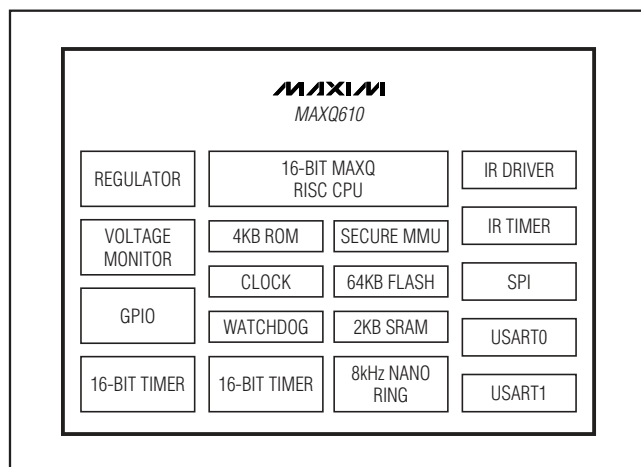 MAXIM
MAXQ610
REGULATOR
16-BIT MAXQ
RISC CPU
IR DRIVER
VOLTAGE
MONITOR
4KB ROM
SECURE MMU
IR TIMER
CLOCK
64KB FLASH
SPI
GPIO
WATCHDOG
2KB SRAM
USART0
16-BIT TIMER
16-BIT TIMER
8kHz NANO
RING
USART1